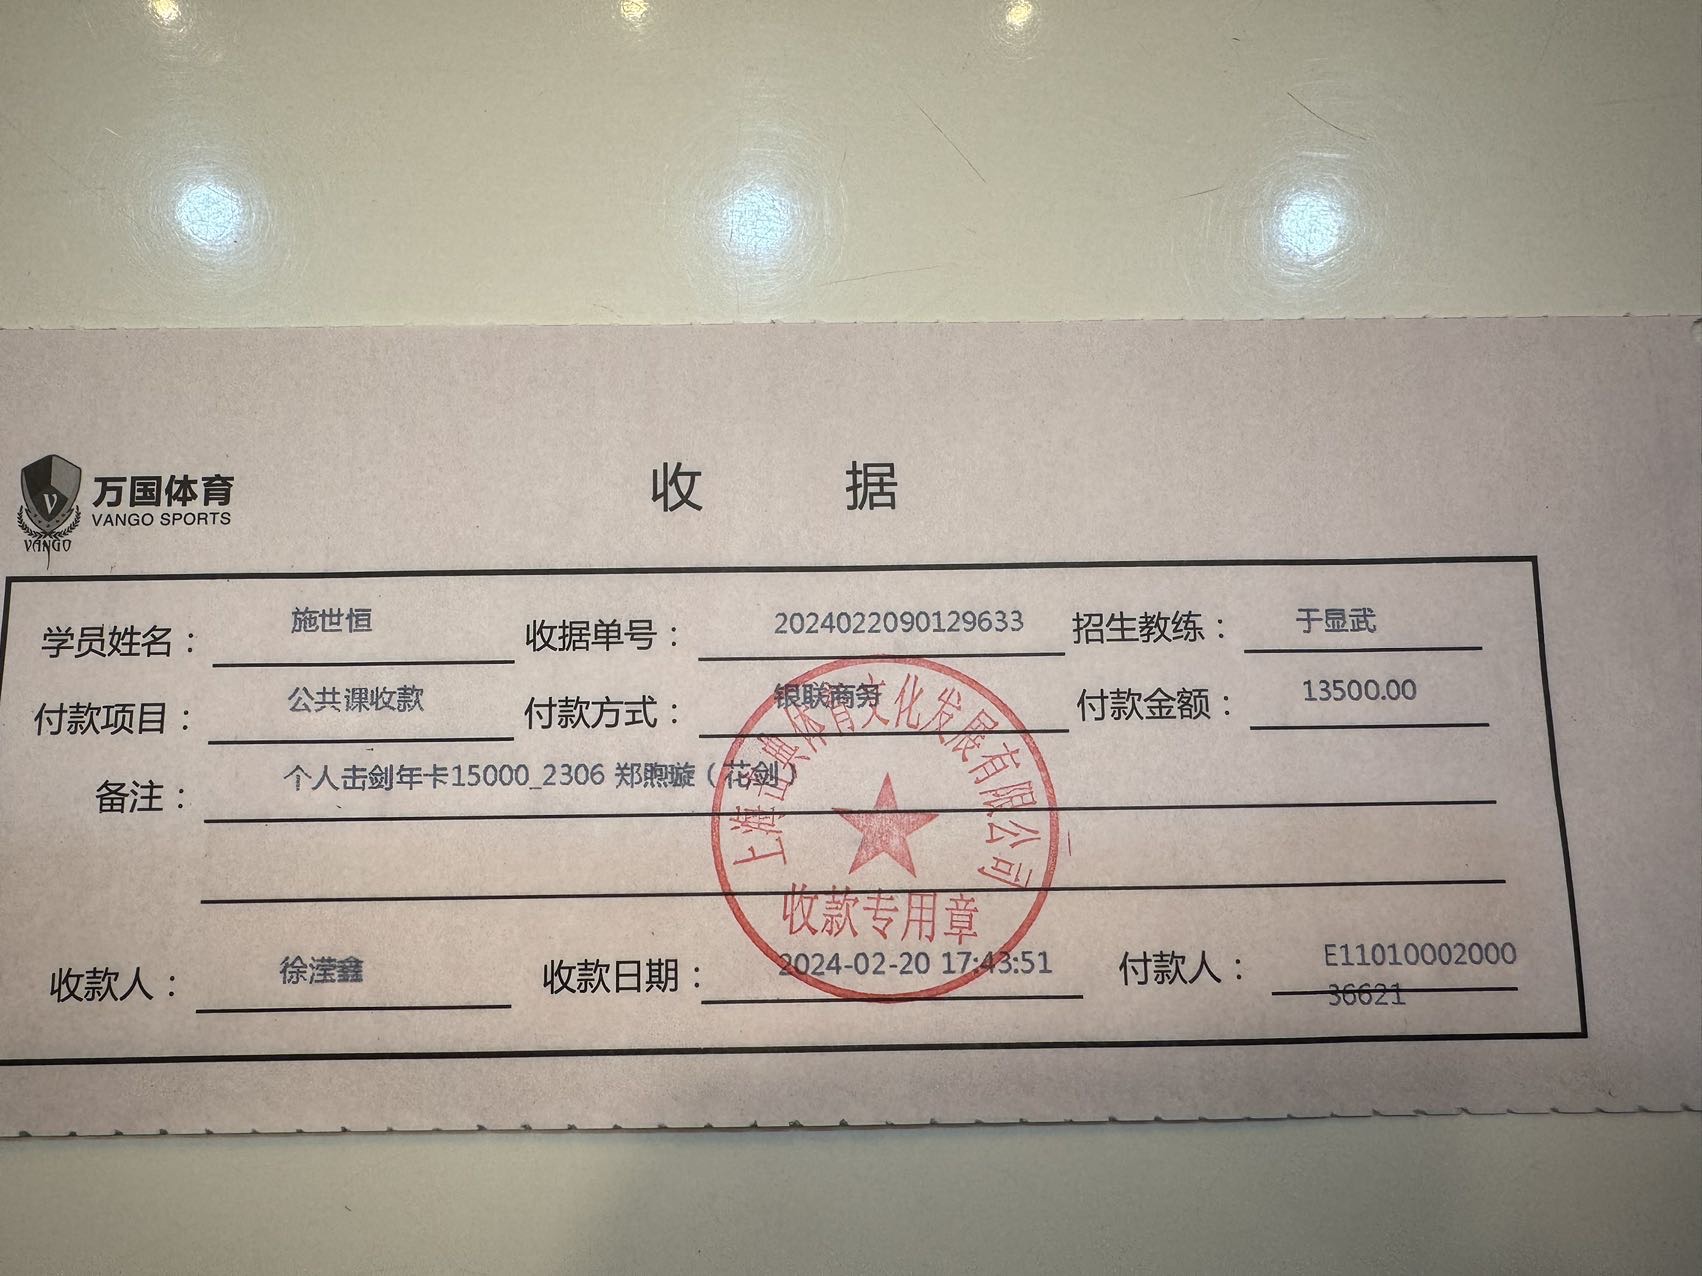 收 据
万国体育
VANGO SPORTS
VANGO
学员姓名： 施世恒 收据单号： 2024022090129633 招生教练： 于显武
付款项目： 公共课收款 付款方式： 银联商务 付款金额： 13500.00
备注： 个人击剑年卡15000_2306 郑煦璇（花剑）
上海古典体育文化发展有限公司
收款专用章
收款人： 徐滢鑫 收款日期： 2024-02-20 17:43:51 付款人： E11010002000
36621